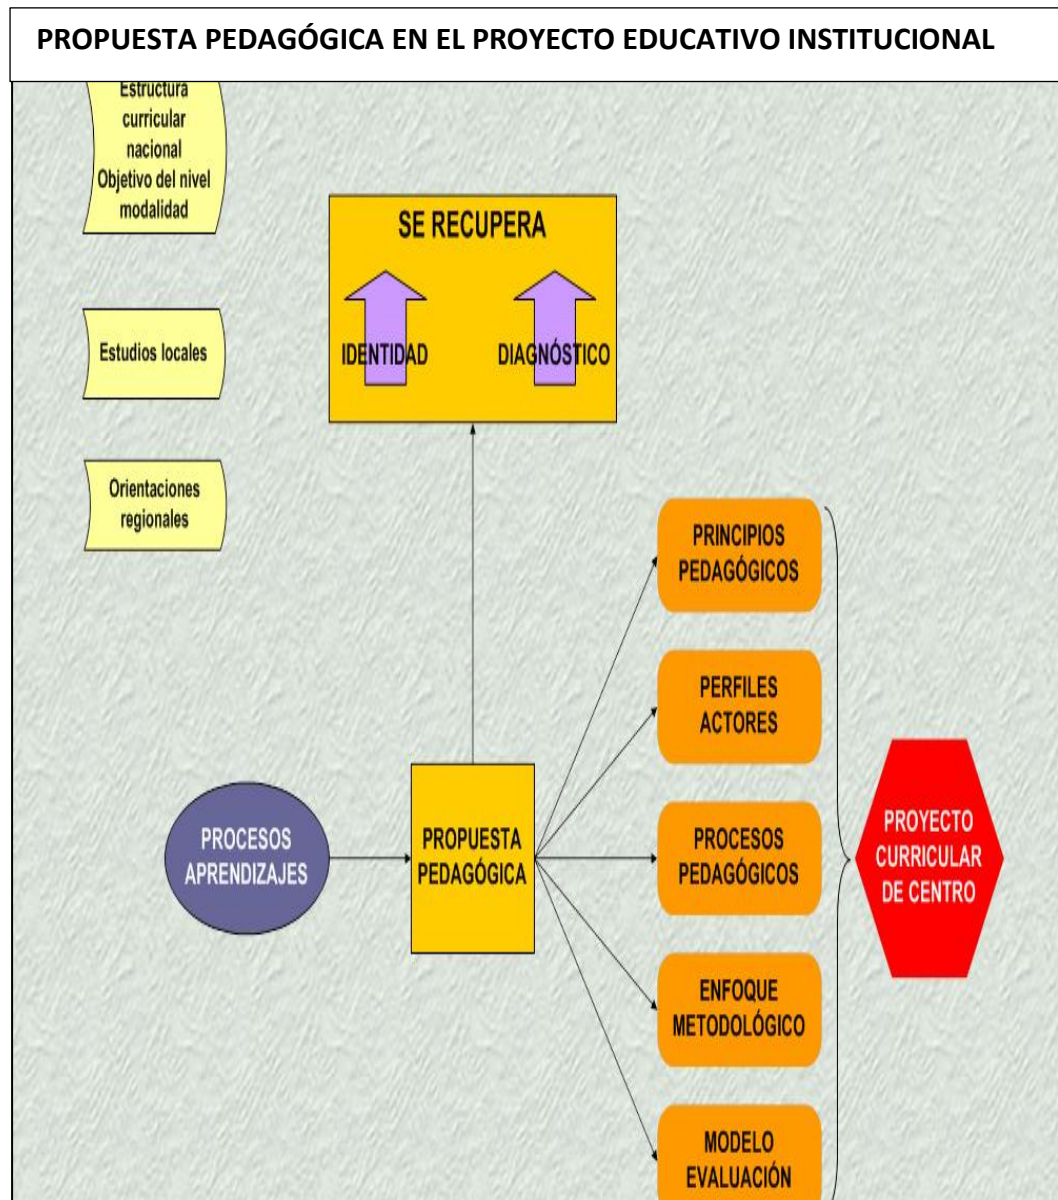 PROPUESTA PEDAGÓGICA EN EL PROYECTO EDUCATIVO INSTITUCIONAL
Estructura
curricular
nacional
Objetivo del nivel
modalidad
Estudios locales
Orientaciones
regionales
SE RECUPERA
IDENTIDAD
DIAGNÓSTICO
PROCESOS
APRENDIZAJES
PROPUESTA
PEDAGÓGICA
PRINCIPIOS
PEDAGÓGICOS
PERFILES
ACTORES
PROCESOS
PEDAGÓGICOS
ENFOQUE
METODOLÓGICO
MODELO
EVALUACIÓN
PROYECTO
CURRICULAR
DE CENTRO